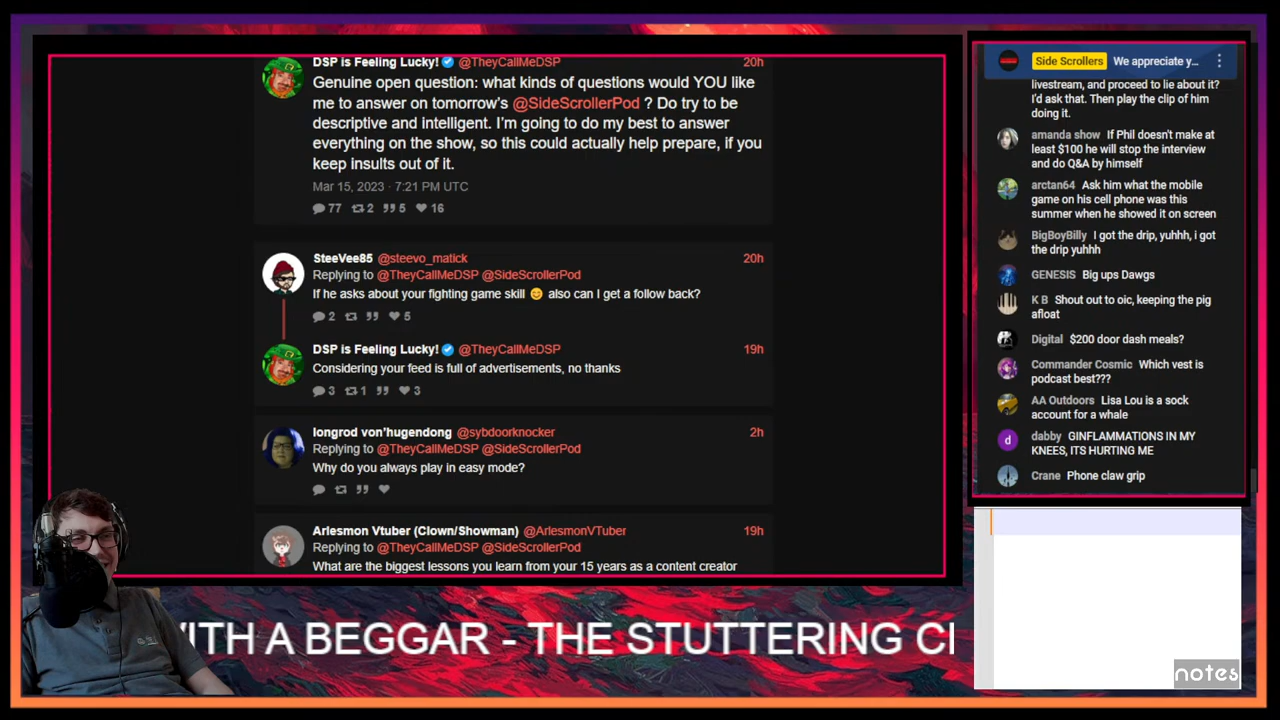 DSP is Feeling Lucky! @TheyCallMeDSP 20h
Genuine open question: what kinds of questions would YOU like
me to answer on tomorrow's @SideScrollerPod ? Do try to be
descriptive and intelligent. I'm going to do my best to answer
everything on the show, so this could actually help prepare, if you
keep insults out of it.
Mar 15, 2023 · 7:21 PM UTC
77 2 5 16
SteeVee85 @steevo_matick 20h
Replying to @TheyCallMeDSP @SideScrollerPod
If he asks about your fighting game skill 😊 also can I get a follow back?
2 5
DSP is Feeling Lucky! @TheyCallMeDSP 19h
Considering your feed is full of advertisements, no thanks
3 1 3
longrod von'hugendong @sybdoorknocker 2h
Replying to @TheyCallMeDSP @SideScrollerPod
Why do you always play in easy mode?
Arlesmon Vtuber (Clown/Showman) @ArlesmonVTuber 19h
Replying to @TheyCallMeDSP @SideScrollerPod
What are the biggest lessons you learn from your 15 years as a content creator
WITH A BEGGAR - THE STUTTERING CI
Side Scrollers We appreciate y...
livestream, and proceed to lie about it?
I'd ask that. Then play the clip of him
doing it.
amanda show If Phil doesn't make at
least $100 he will stop the interview
and do Q&A by himself
arctan64 Ask him what the mobile
game on his cell phone was this
summer when he showed it on screen
BigBoyBilly I got the drip, yuhhh, i got
the drip yuhhh
GENESIS Big ups Dawgs
K B Shout out to oic, keeping the pig
afloat
Digital $200 door dash meals?
Commander Cosmic Which vest is
podcast best???
AA Outdoors Lisa Lou is a sock
account for a whale
d
dabby GINFLAMMATIONS IN MY
KNEES, ITS HURTING ME
Crane Phone claw grip
notes